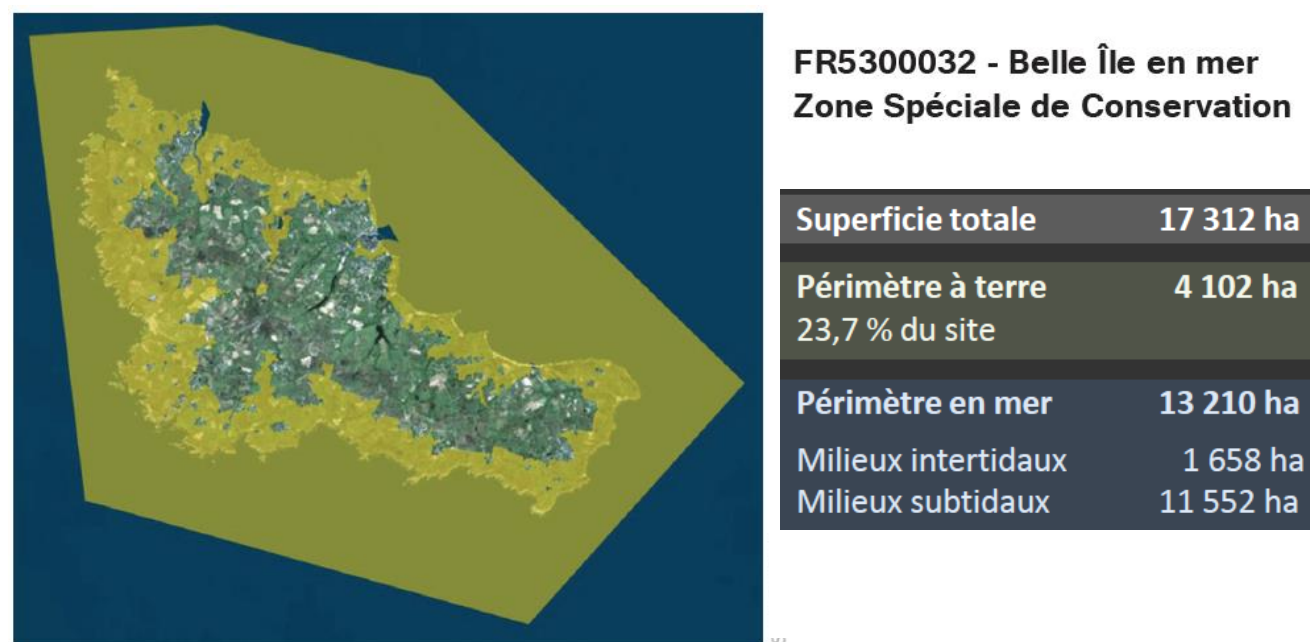 FR5300032 - Belle Île en mer
Zone Spéciale de Conservation
Superficie totale 17 312 ha
Périmètre à terre 4 102 ha
23,7 % du site
Périmètre en mer 13 210 ha
Milieux intertidaux 1 658 ha
Milieux subtidaux 11 552 ha